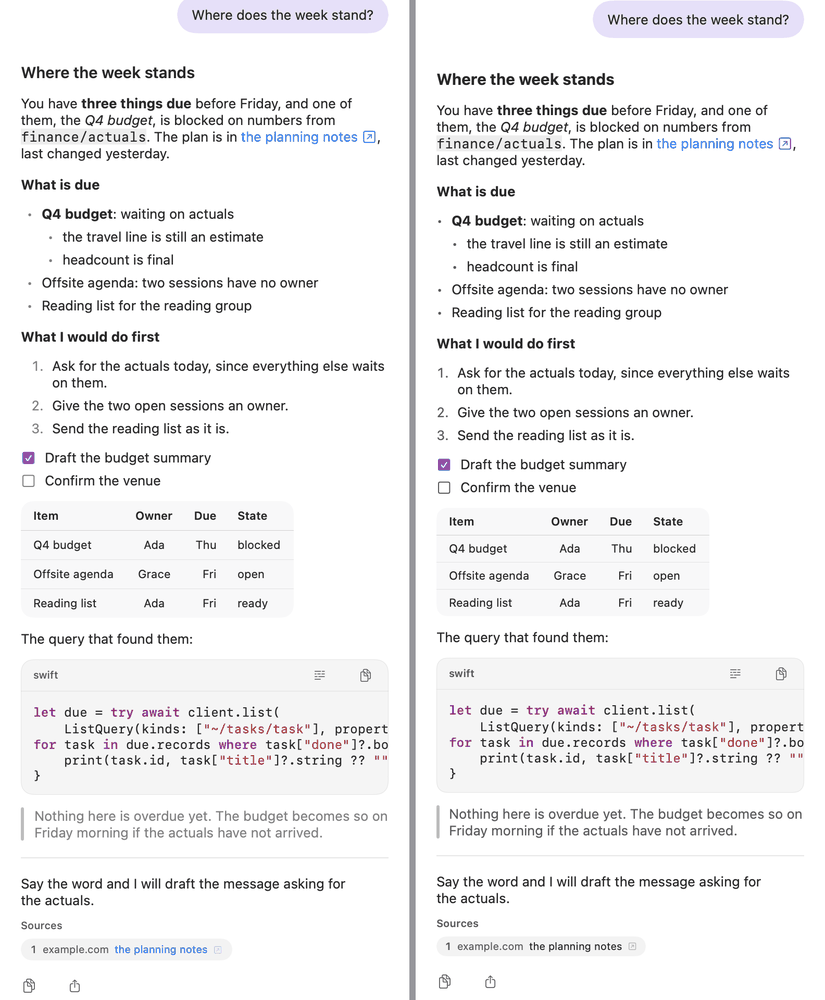 Where does the week stand?
Where the week stands
You have three things due before Friday, and one of
them, the Q4 budget, is blocked on numbers from
finance/actuals. The plan is in the planning notes,
last changed yesterday.
What is due
• Q4 budget: waiting on actuals
• the travel line is still an estimate
• headcount is final
• Offsite agenda: two sessions have no owner
• Reading list for the reading group
What I would do first
1. Ask for the actuals today, since everything else waits
on them.
2. Give the two open sessions an owner.
3. Send the reading list as it is.
Draft the budget summary
Confirm the venue
Item Owner Due State
Q4 budget Ada Thu blocked
Offsite agenda Grace Fri open
Reading list Ada Fri ready
The query that found them:
swift
let due = try await client.list(
    ListQuery(kinds: ["~/tasks/task"], propert
for task in due.records where task["done"]?.bo
    print(task.id, task["title"]?.string ?? ""
}
Nothing here is overdue yet. The budget becomes so on
Friday morning if the actuals have not arrived.
Say the word and I will draft the message asking for
the actuals.
Sources
1 example.com the planning notes
Where does the week stand?
Where the week stands
You have three things due before Friday, and one of
them, the Q4 budget, is blocked on numbers from
finance/actuals. The plan is in the planning notes,
last changed yesterday.
What is due
• Q4 budget: waiting on actuals
• the travel line is still an estimate
• headcount is final
• Offsite agenda: two sessions have no owner
• Reading list for the reading group
What I would do first
1. Ask for the actuals today, since everything else waits
on them.
2. Give the two open sessions an owner.
3. Send the reading list as it is.
Draft the budget summary
Confirm the venue
Item Owner Due State
Q4 budget Ada Thu blocked
Offsite agenda Grace Fri open
Reading list Ada Fri ready
The query that found them:
swift
let due = try await client.list(
    ListQuery(kinds: ["~/tasks/task"], propert
for task in due.records where task["done"]?.bo
    print(task.id, task["title"]?.string ?? ""
}
Nothing here is overdue yet. The budget becomes so on
Friday morning if the actuals have not arrived.
Say the word and I will draft the message asking for
the actuals.
Sources
1 example.com the planning notes